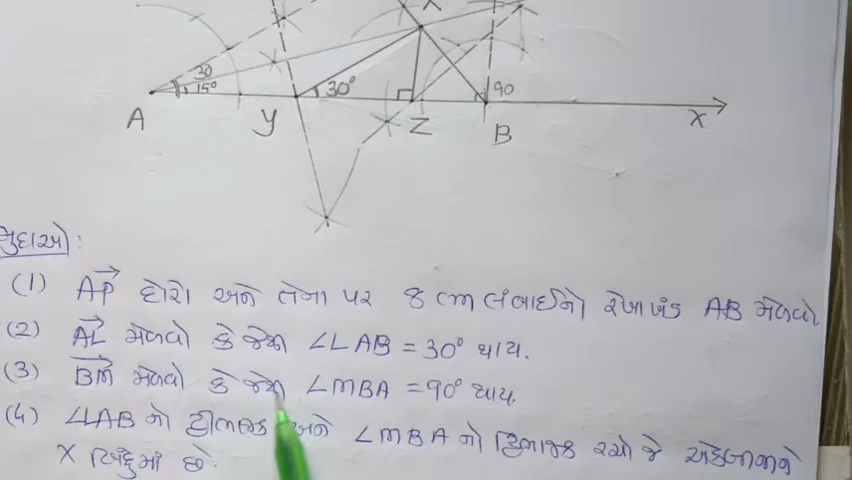 X
30
15°
30°
90
A
Y
Z
B
X
મુદ્દાઓ:
(1) AP દોરો અને તેના પર 8 cm લંબાઈનો રેખાખંડ AB મેળવો
(2) AL મેળવો કે જેથી ∠LAB = 30° થાય.
(3) BM મેળવો કે જેથી ∠MBA = 90° થાય.
(4) ∠LAB નો દ્વિભાજક અને ∠MBA નો દ્વિભાજક રચો જે એકબીજાને
X બિંદુમાં છેદે.